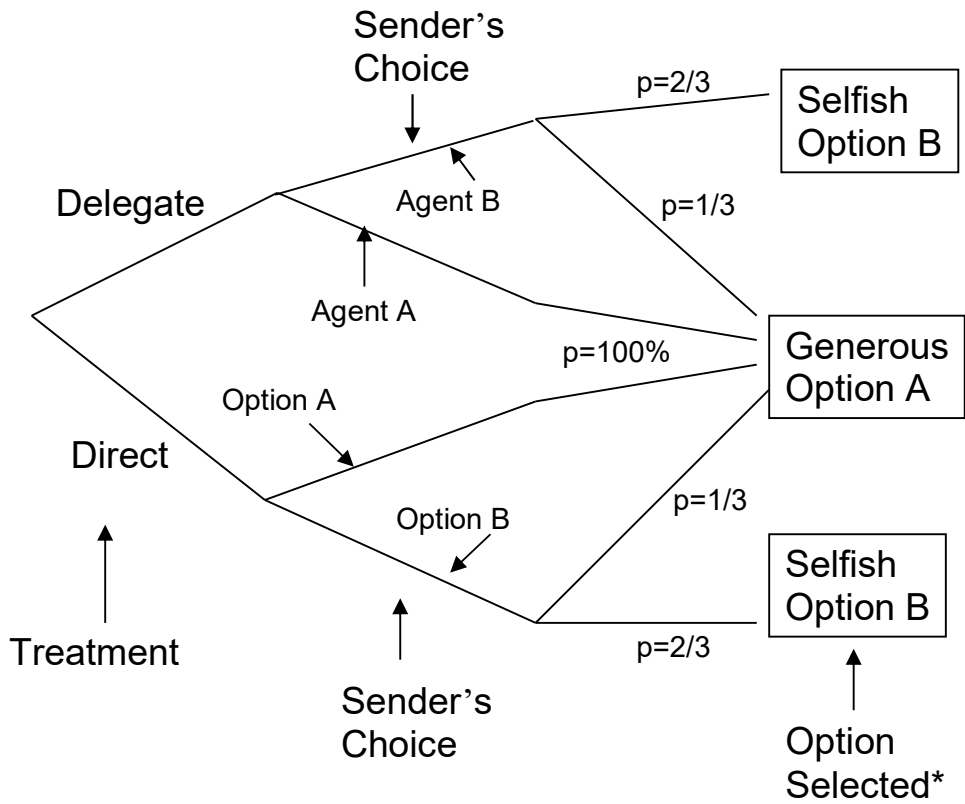 Sender’s
Choice
p=2/3
Selfish
Option B
Delegate
Agent B
p=1/3
Agent A
p=100%
Generous
Option A
Option A
Direct
Option B
p=1/3
Selfish
Option B
p=2/3
Treatment
Sender’s
Choice
Option
Selected*